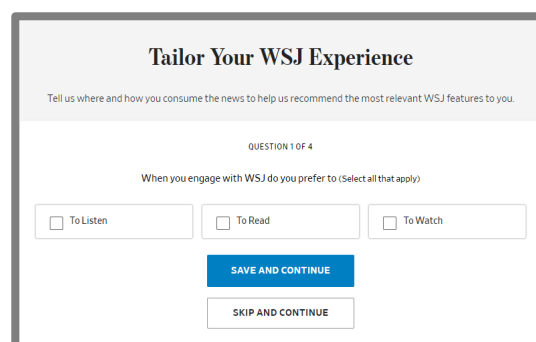 Tailor Your WSJ Experience
Tell us where and how you consume the news to help us recommend the most relevant WSJ features to you.
QUESTION 1 OF 4
When you engage with WSJ do you prefer to (Select all that apply)
To Listen
To Read
To Watch
SAVE AND CONTINUE
SKIP AND CONTINUE